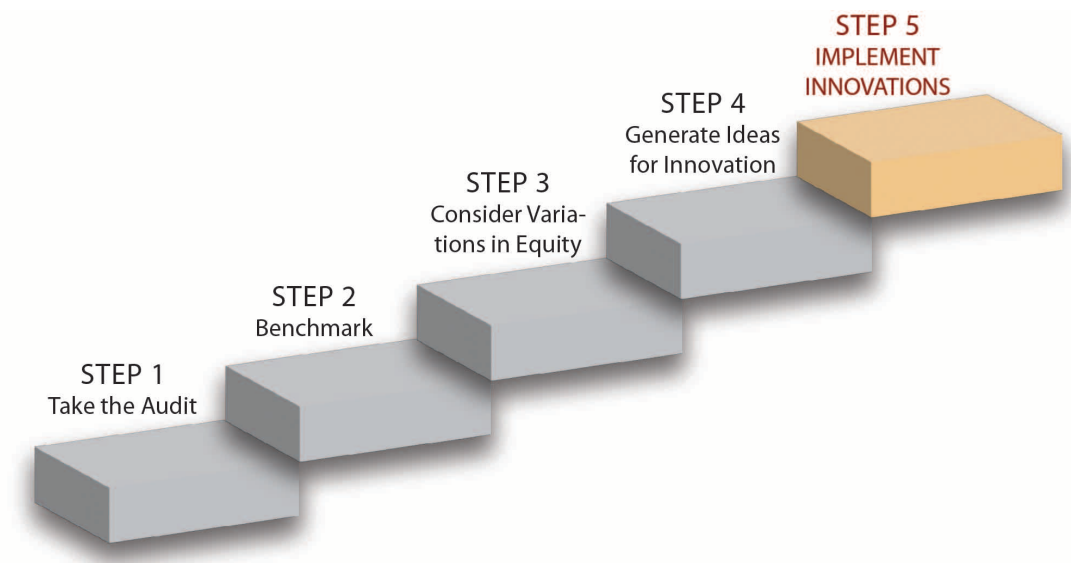 STEP 1
Take the Audit
STEP 2
Benchmark
STEP 3
Consider Varia-
tions in Equity
STEP 4
Generate Ideas
for Innovation
STEP 5
IMPLEMENT
INNOVATIONS